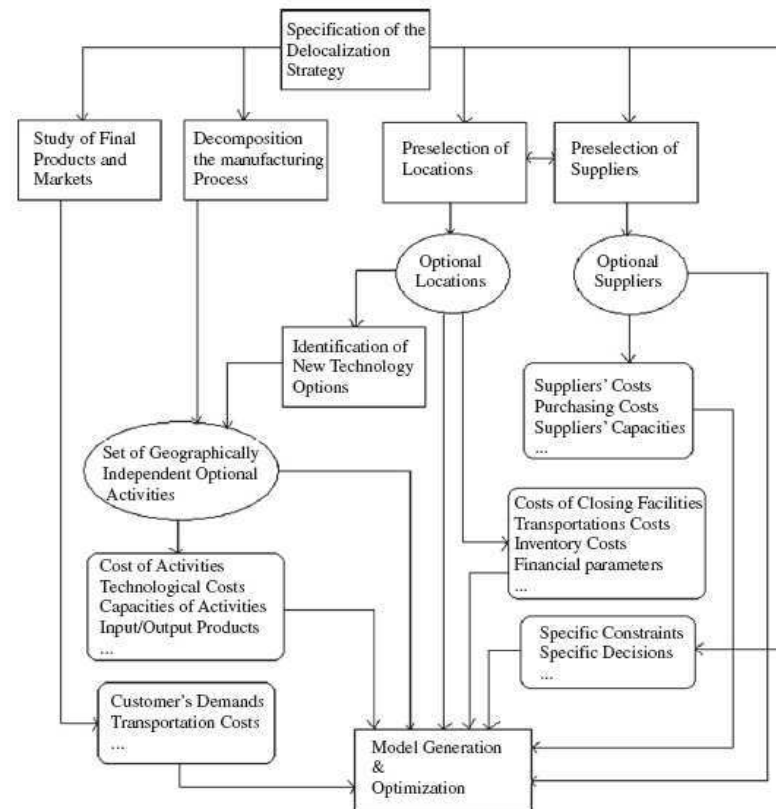 Specification of the
Delocalization
Strategy
Study of Final
Products and
Markets
Decomposition
the manufacturing
Process
Preselection of
Locations
Preselection of
Suppliers
Optional
Locations
Optional
Suppliers
Identification of
New Technology
Options
Suppliers' Costs
Purchasing Costs
Suppliers' Capacities
...
Set of Geographically
Independent Optional
Activities
Costs of Closing Facilities
Transportations Costs
Inventory Costs
Financial parameters
...
Cost of Activities
Technological Costs
Capacities of Activities
Input/Output Products
...
Specific Constraints
Specific Decisions
...
Customer's Demands
Transportation Costs
...
Model Generation
&
Optimization